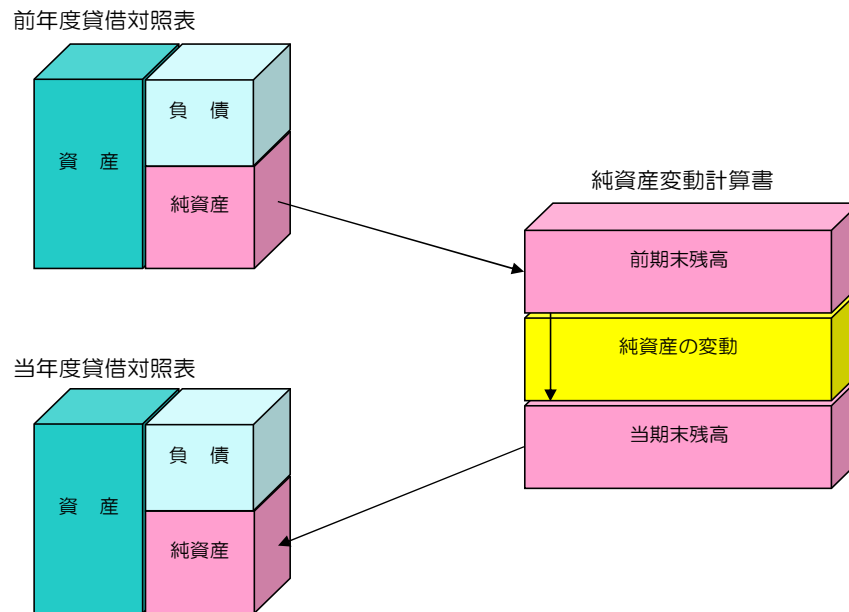 前年度貸借対照表
資　産
負　債
純資産
純資産変動計算書
前期末残高
純資産の変動
当期末残高
当年度貸借対照表
資　産
負　債
純資産